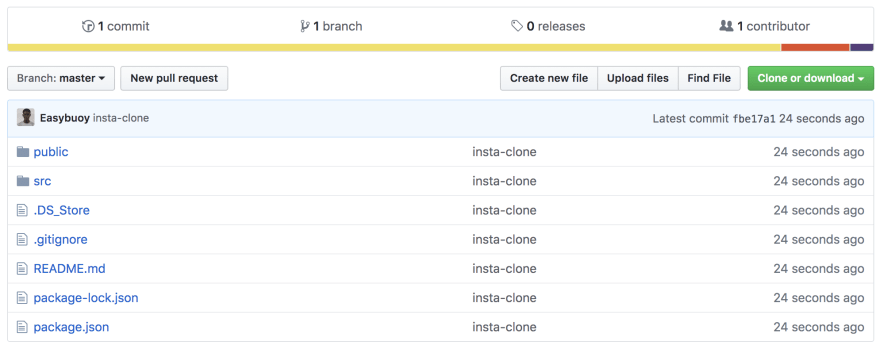 1 commit 1 branch 0 releases 1 contributor
Branch: master New pull request Create new file Upload files Find File Clone or download
Easybuoy insta-clone Latest commit fbe17a1 24 seconds ago
public insta-clone 24 seconds ago
src insta-clone 24 seconds ago
.DS_Store insta-clone 24 seconds ago
.gitignore insta-clone 24 seconds ago
README.md insta-clone 24 seconds ago
package-lock.json insta-clone 24 seconds ago
package.json insta-clone 24 seconds ago